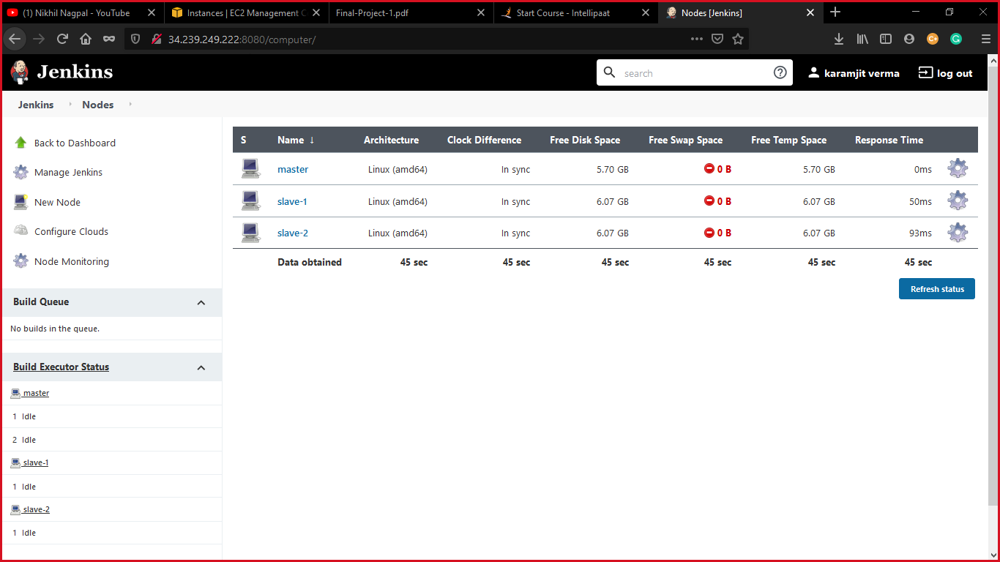 (1) Nikhil Nagpal - YouTube
Instances | EC2 Management C
Final-Project-1.pdf
Start Course - Intellipaat
Nodes [Jenkins]
34.239.249.222:8080/computer/
Jenkins
search
karamjit verma
log out
Jenkins Nodes
Back to Dashboard
Manage Jenkins
New Node
Configure Clouds
Node Monitoring
Build Queue
No builds in the queue.
Build Executor Status
master
1 Idle
2 Idle
slave-1
1 Idle
slave-2
1 Idle
S Name ↓ Architecture Clock Difference Free Disk Space Free Swap Space Free Temp Space Response Time
master Linux (amd64) In sync 5.70 GB 0 B 5.70 GB 0ms
slave-1 Linux (amd64) In sync 6.07 GB 0 B 6.07 GB 50ms
slave-2 Linux (amd64) In sync 6.07 GB 0 B 6.07 GB 93ms
Data obtained 45 sec 45 sec 45 sec 45 sec 45 sec 45 sec
Refresh status